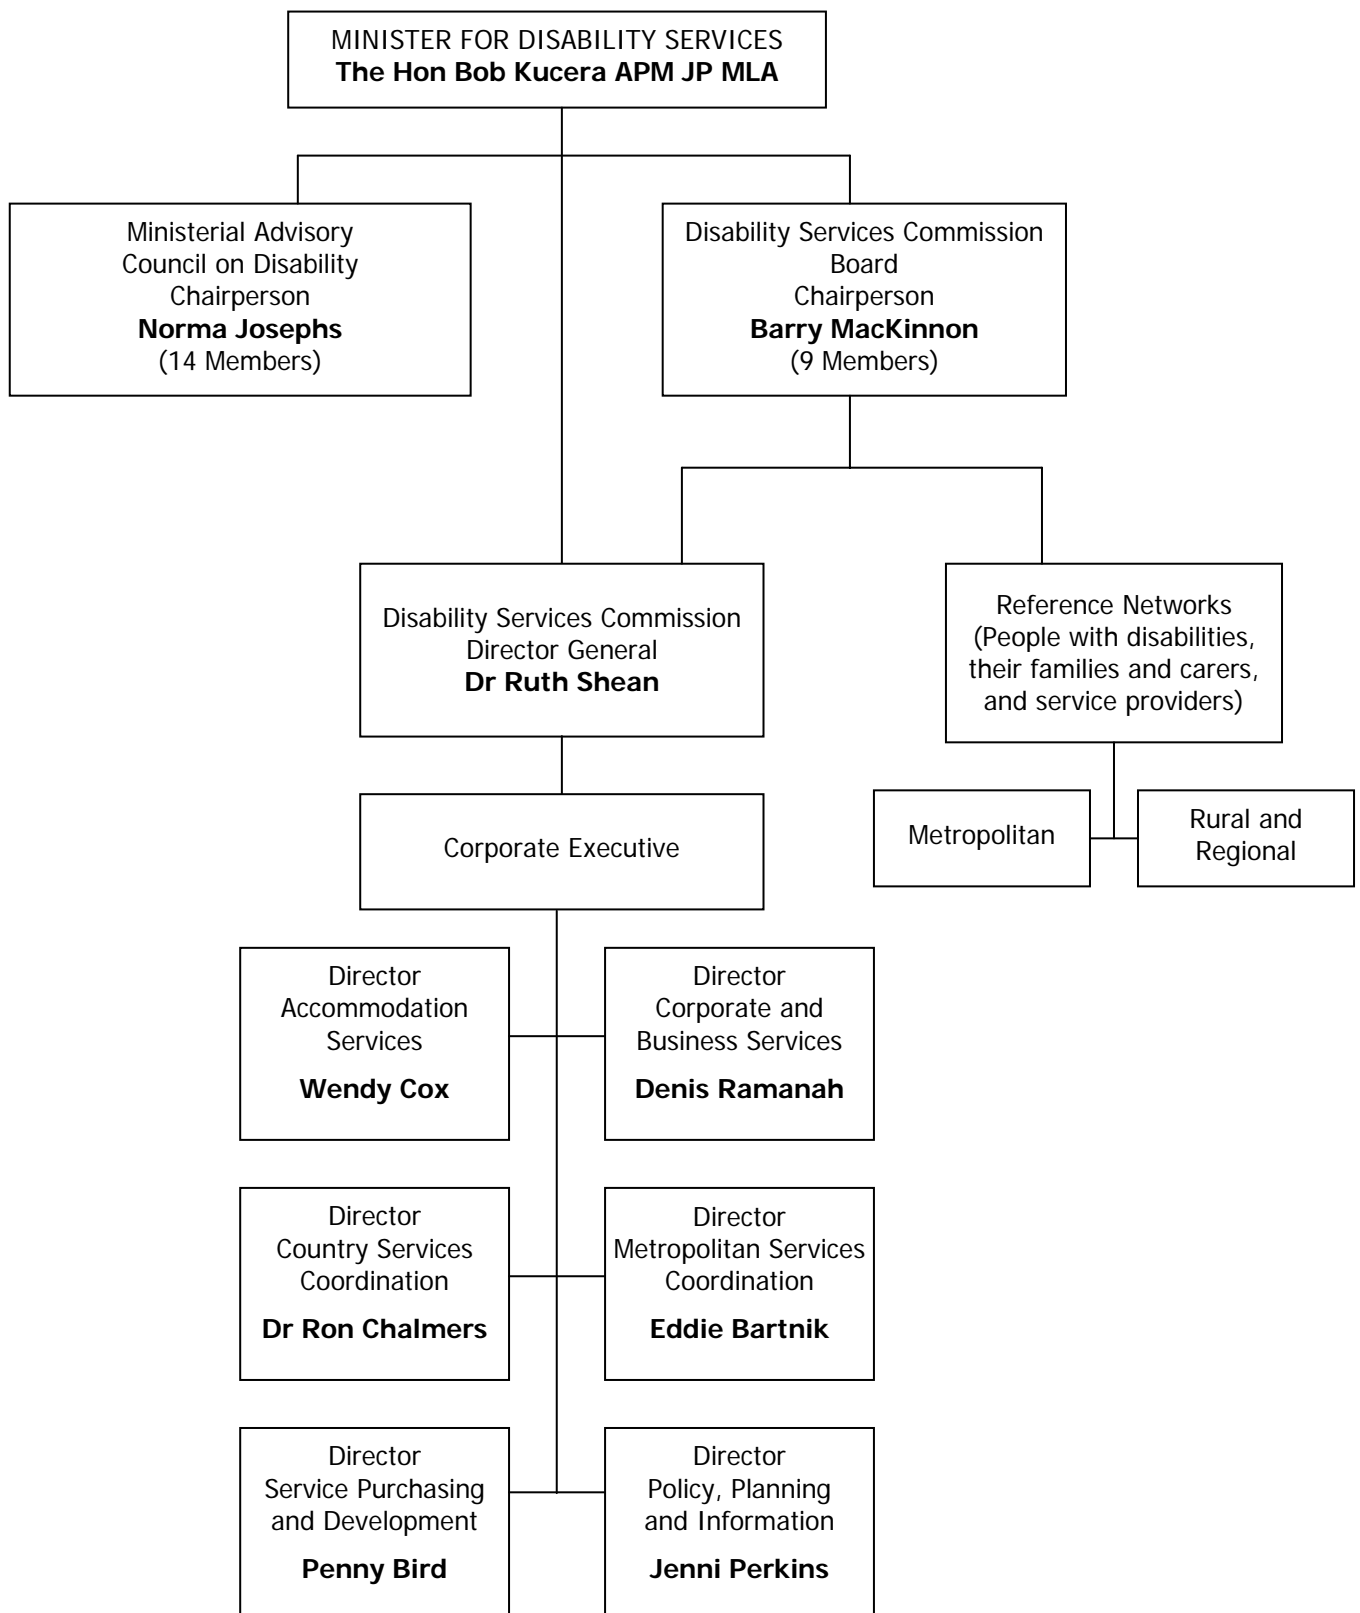 MINISTER FOR DISABILITY SERVICES
The Hon Bob Kucera APM JP MLA
Ministerial Advisory
Council on Disability
Chairperson
Norma Josephs
(14 Members)
Disability Services Commission
Board
Chairperson
Barry MacKinnon
(9 Members)
Disability Services Commission
Director General
Dr Ruth Shean
Reference Networks
(People with disabilities,
their families and carers,
and service providers)
Corporate Executive
Metropolitan
Rural and
Regional
Director
Accommodation
Services
Wendy Cox
Director
Corporate and
Business Services
Denis Ramanah
Director
Country Services
Coordination
Dr Ron Chalmers
Director
Metropolitan Services
Coordination
Eddie Bartnik
Director
Service Purchasing
and Development
Penny Bird
Director
Policy, Planning
and Information
Jenni Perkins